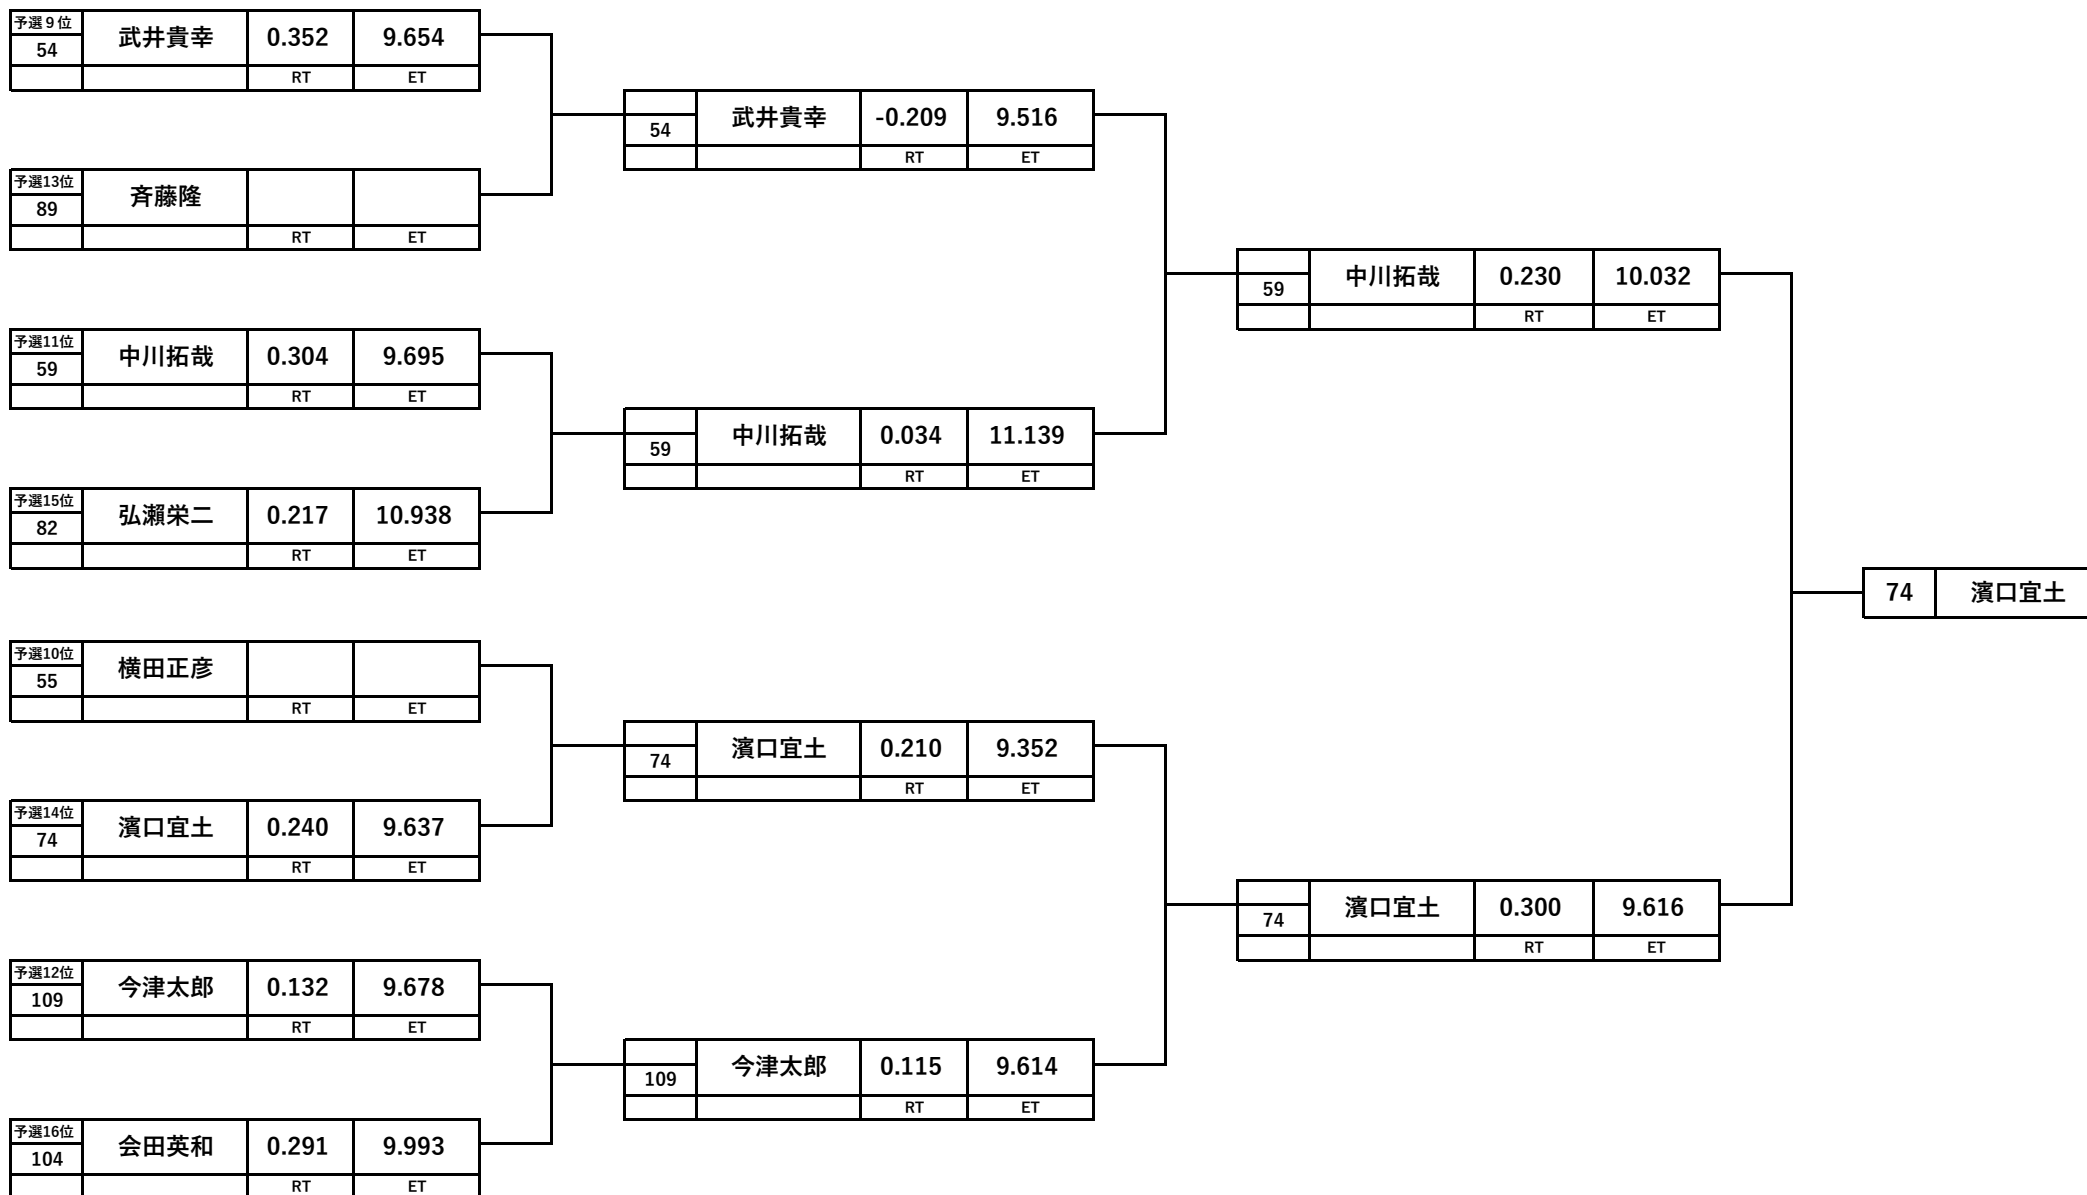 予選９位
54
武井貴幸
0.352
9.654
RT
ET
予選13位
89
斉藤隆
RT
ET
予選11位
59
中川拓哉
0.304
9.695
RT
ET
予選15位
82
弘瀬栄二
0.217
10.938
RT
ET
予選10位
55
横田正彦
RT
ET
予選14位
74
濱口宜士
0.240
9.637
RT
ET
予選12位
109
今津太郎
0.132
9.678
RT
ET
予選16位
104
会田英和
0.291
9.993
RT
ET
54
武井貴幸
-0.209
9.516
RT
ET
59
中川拓哉
0.034
11.139
RT
ET
74
濱口宜士
0.210
9.352
RT
ET
109
今津太郎
0.115
9.614
RT
ET
59
中川拓哉
0.230
10.032
RT
ET
74
濱口宜士
0.300
9.616
RT
ET
74
濱口宜士